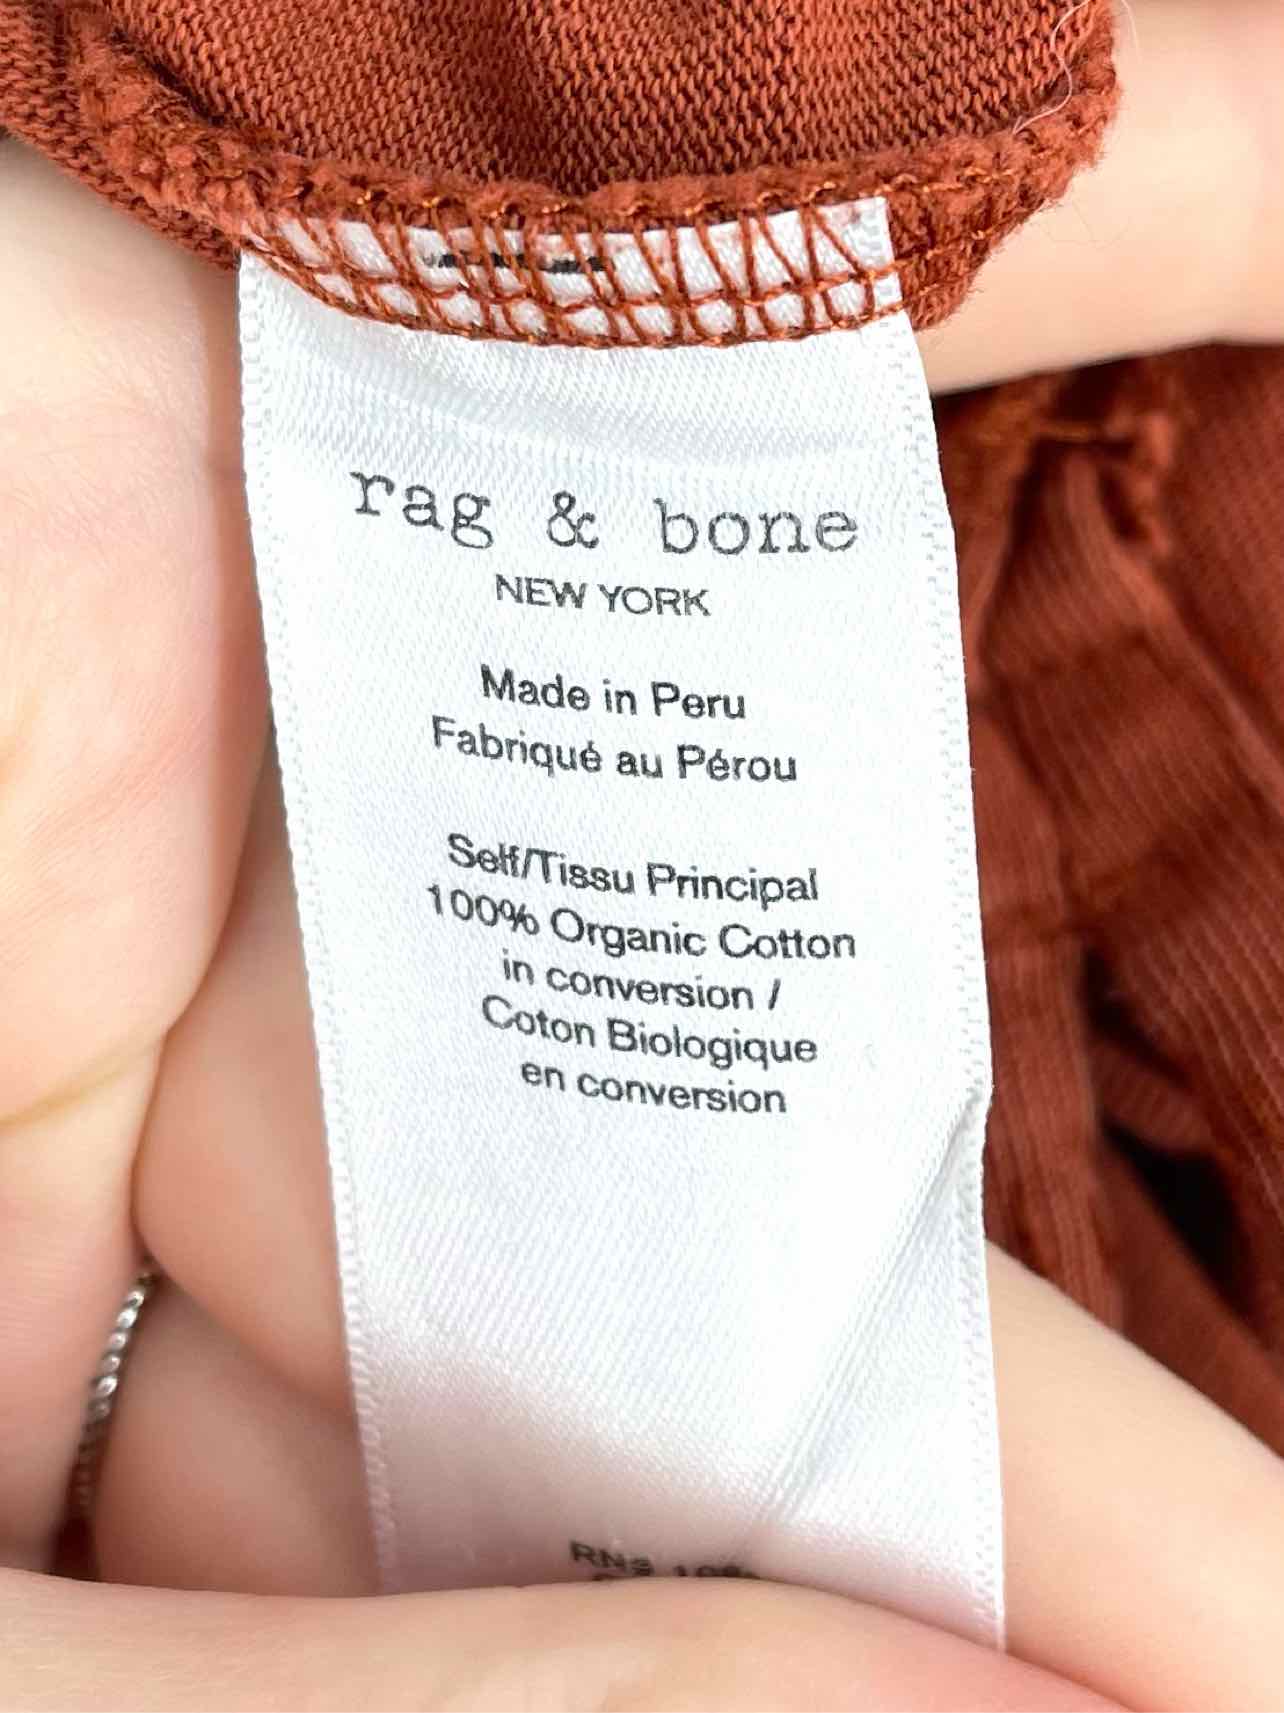 rag & bone
NEW YORK
Made in Peru
Fabriqué au Pérou
Self/Tissu Principal
100% Organic Cotton
in conversion /
Coton Biologique
en conversion